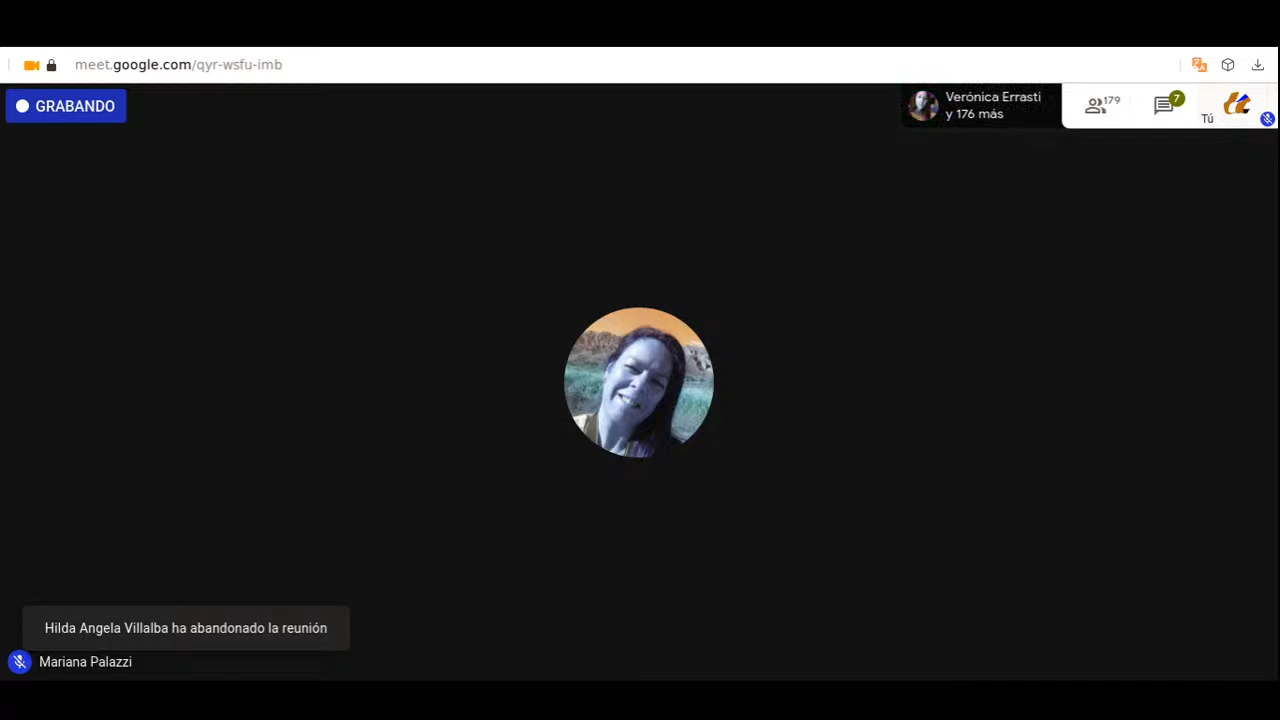 meet.google.com/qyr-wsfu-imb
GRABANDO
Verónica Errasti
y 176 más
179
7
Tú
Hilda Angela Villalba ha abandonado la reunión
Mariana Palazzi